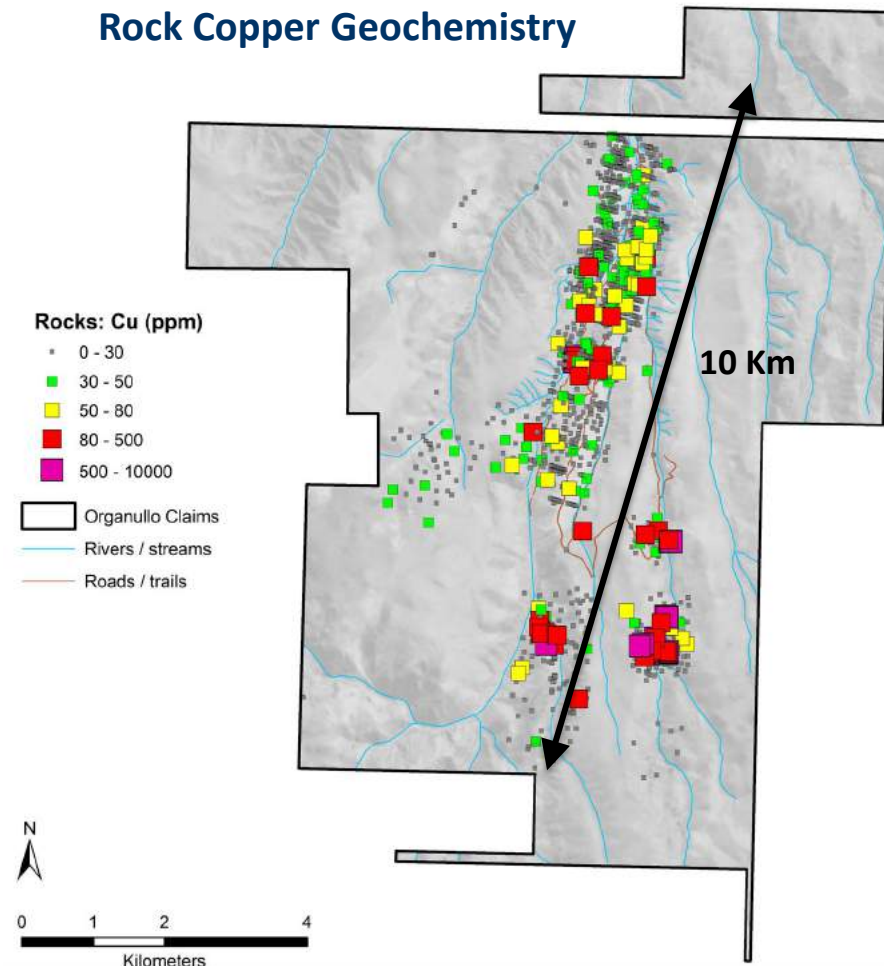 Rock Copper Geochemistry
10 Km
Rocks: Cu (ppm)
0 - 30
30 - 50
50 - 80
80 - 500
500 - 10000
Organullo Claims
Rivers / streams
Roads / trails
N
0 1 2 4
Kilometers